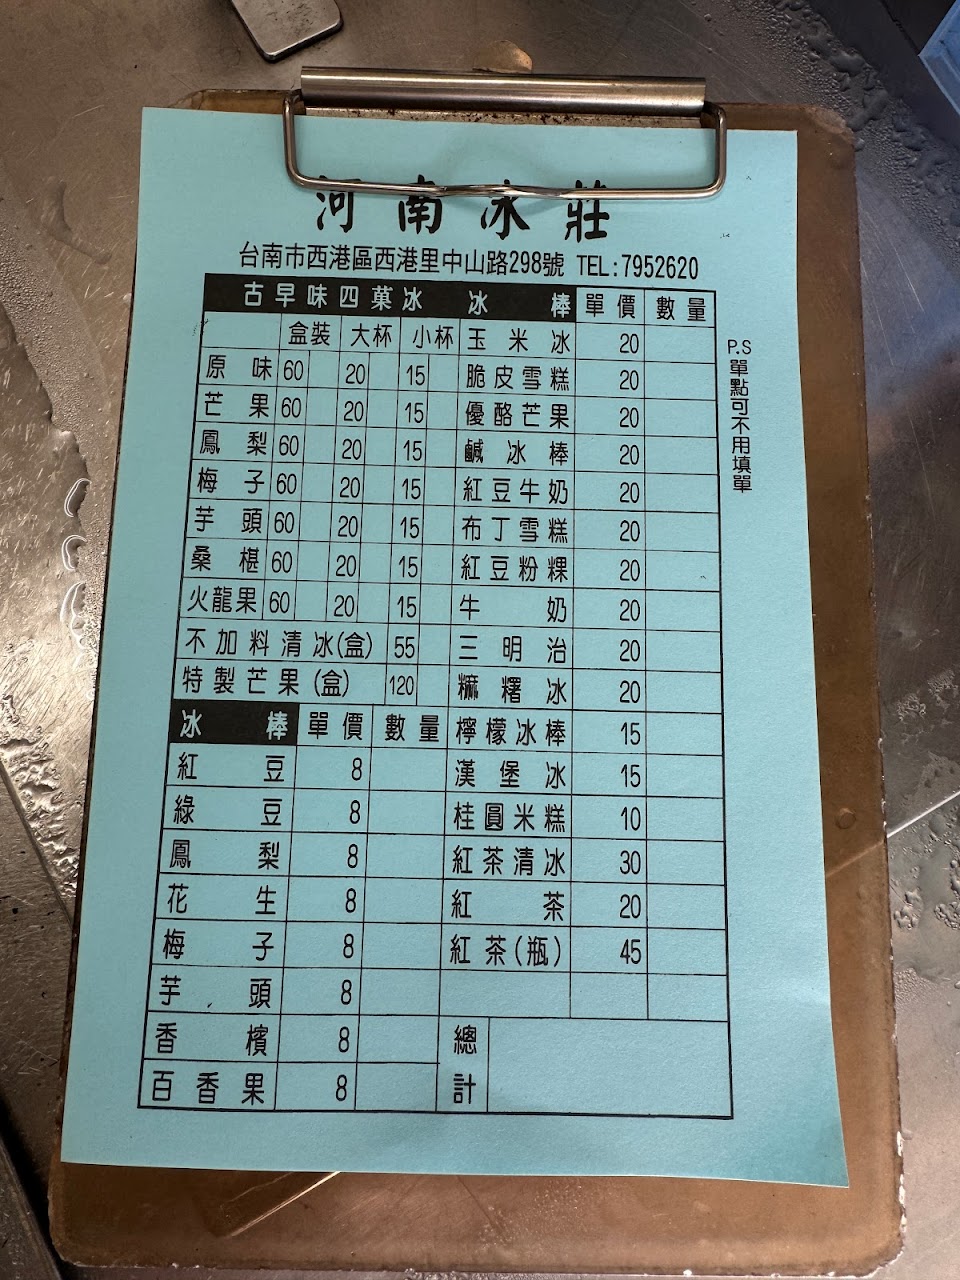 河南冰莊
台南市西港區西港里中山路298號 TEL:7952620
古早味四菓冰 冰棒 單價 數量
盒裝 大杯 小杯 玉米冰 20
原味 60 20 15 脆皮雪糕 20
芒果 60 20 15 優酪芒果 20
鳳梨 60 20 15 鹹冰棒 20
梅子 60 20 15 紅豆牛奶 20
芋頭 60 20 15 布丁雪糕 20
桑椹 60 20 15 紅豆粉粿 20
火龍果 60 20 15 牛奶 20
不加料清冰(盒) 55 三明治 20
特製芒果(盒) 120 糯糬冰 20
冰棒 單價 數量 檸檬冰棒 15
紅豆 8 漢堡冰 15
綠豆 8 桂圓米糕 10
鳳梨 8 紅茶清冰 30
花生 8 紅茶 20
梅子 8 紅茶(瓶) 45
芋頭 8
香檳 8 總計
百香果 8
P.S 單點可不用填單